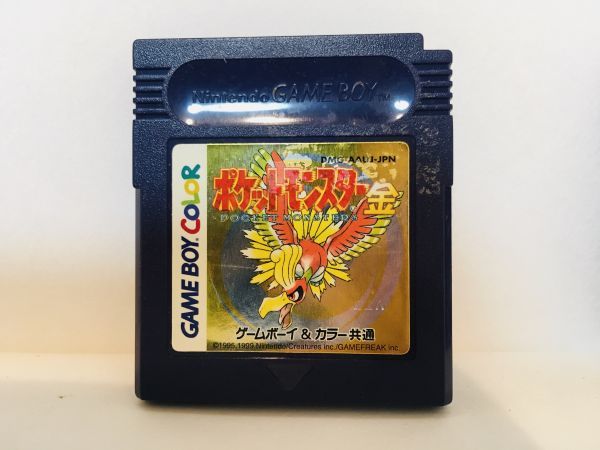 Nintendo GAME BOY™
DMG-AAUJ-JPN
ポケットモンスター 金
POCKET MONSTERS
GAME BOY COLOR
ゲームボーイ & カラー共通
©1995,1999 Nintendo/Creatures inc./GAMEFREAK inc.